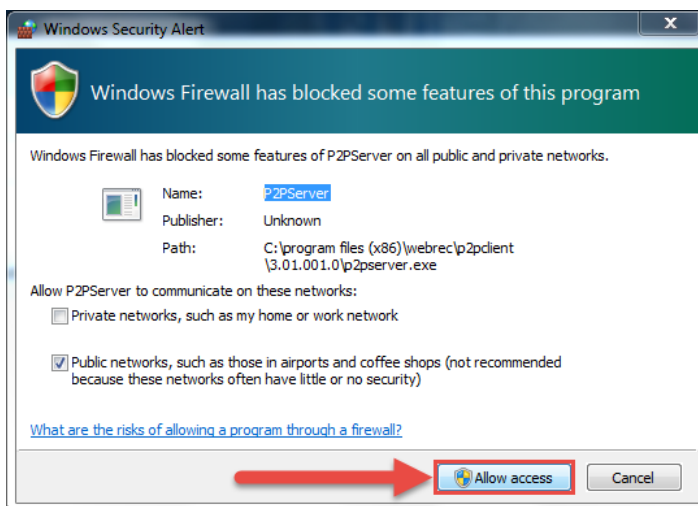 Windows Security Alert
x
Windows Firewall has blocked some features of this program
Windows Firewall has blocked some features of P2PServer on all public and private networks.
Name: P2PServer
Publisher: Unknown
Path: C:\program files (x86)\webrec\p2pclient
\3.01.001.0\p2pserver.exe
Allow P2PServer to communicate on these networks:
Private networks, such as my home or work network
Public networks, such as those in airports and coffee shops (not recommended
because these networks often have little or no security)
What are the risks of allowing a program through a firewall?
Allow access Cancel